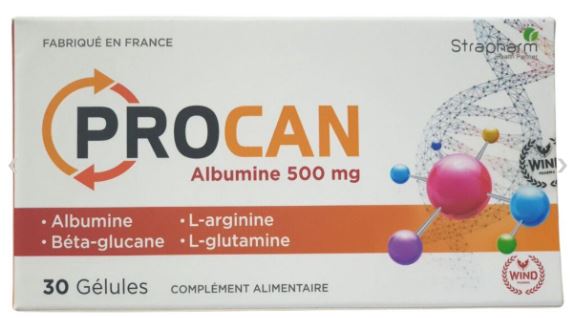 FABRIQUÉ EN FRANCE
Strapharm
PROCAN
Albumine 500 mg
• Albumine • L-arginine
• Béta-glucane • L-glutamine
30 Gélules COMPLÉMENT ALIMENTAIRE
WIND
WIND
PHARMA